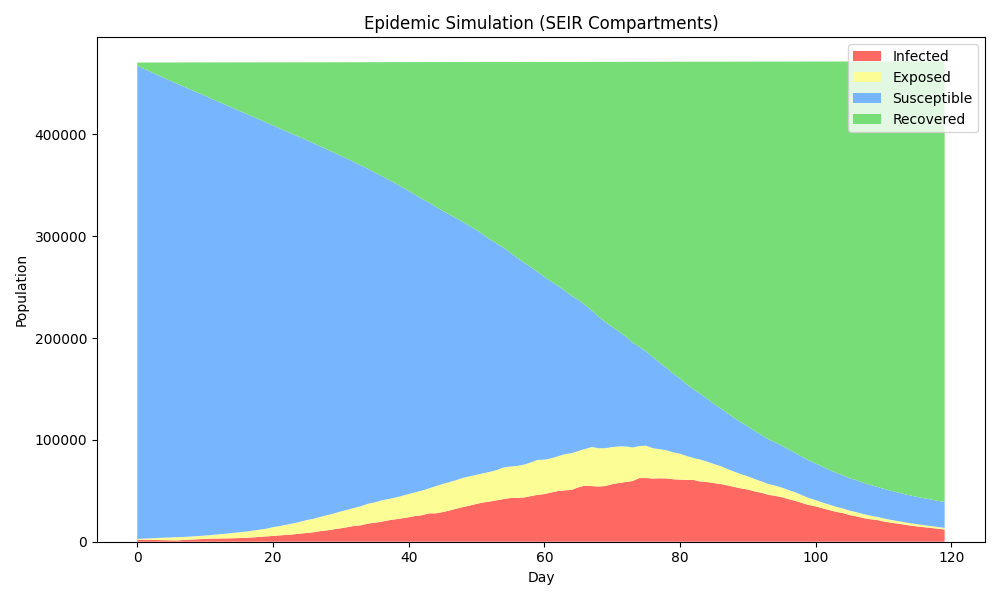 Epidemic Simulation (SEIR Compartments)
Infected
Exposed
Susceptible
Recovered
Population
400000
300000
200000
100000
0
0 20 40 60 80 100 120
Day